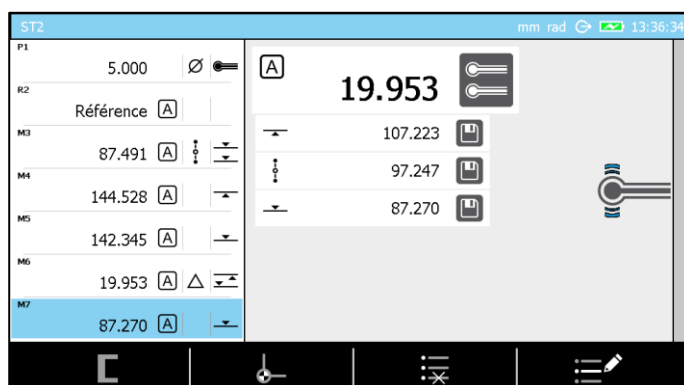 ST2 mm rad 13:36:34
P1
5.000 Ø
R2
Référence A
M3
87.491 A
M4
144.528 A
M5
142.345 A
M6
19.953 A
M7
87.270 A
A
19.953
107.223
97.247
87.270